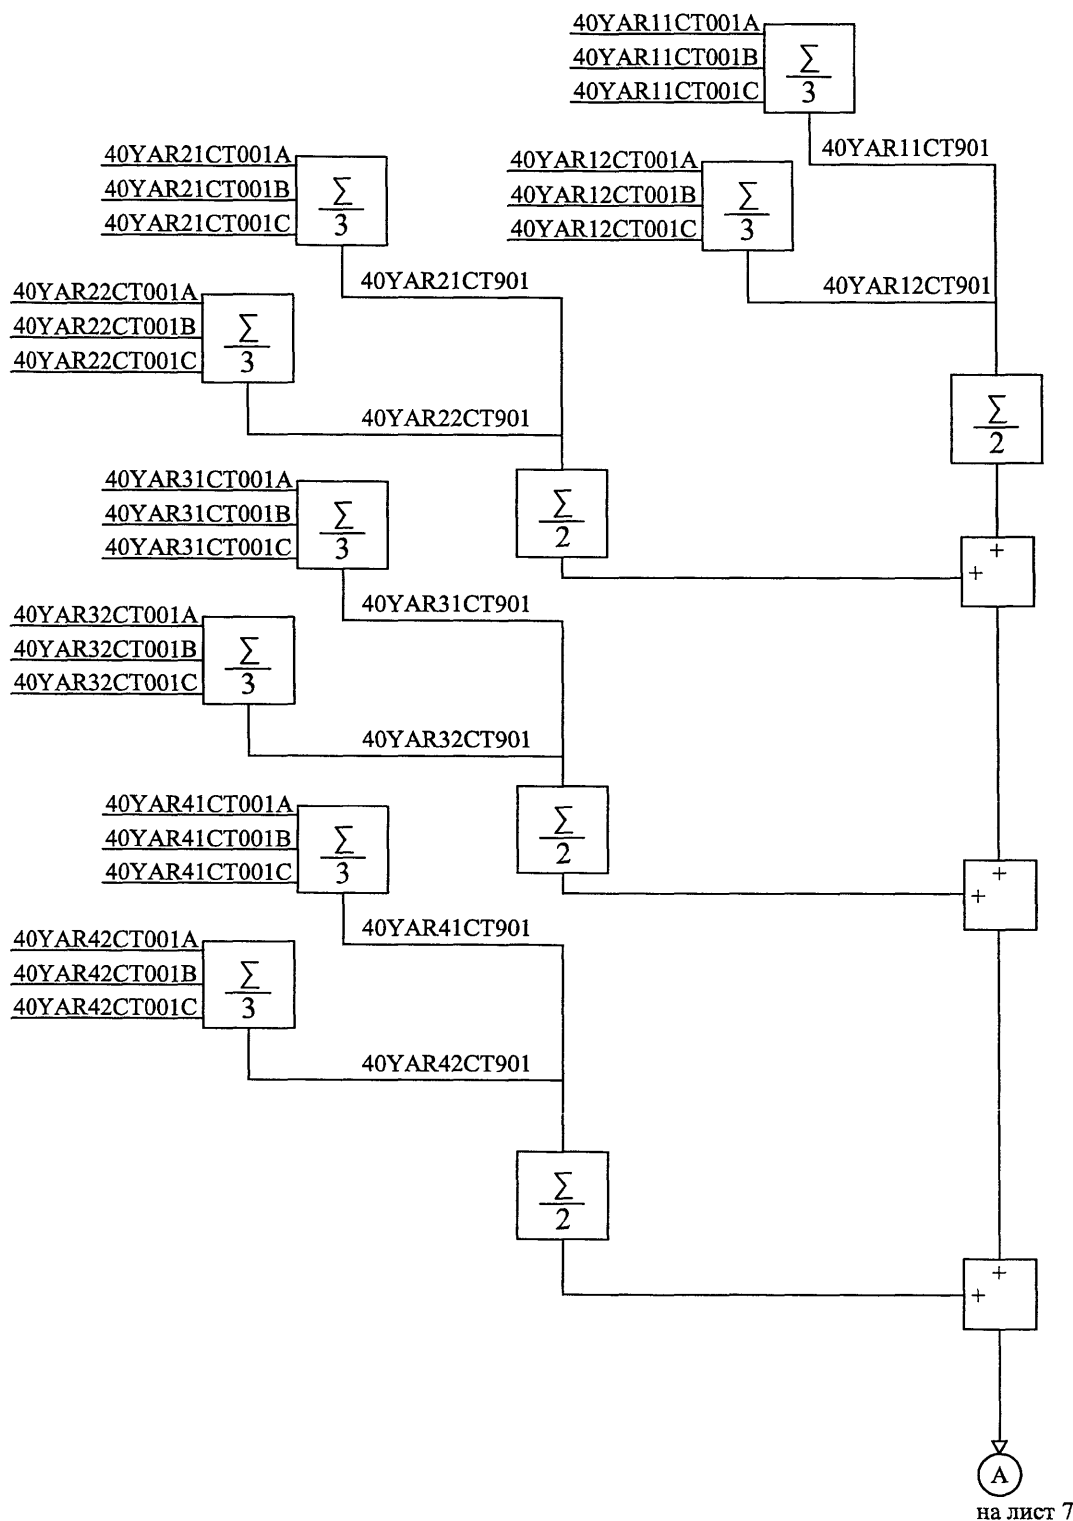 40YAR11CT001A
40YAR11CT001B
40YAR11CT001C
Σ
3
40YAR11CT901
40YAR12CT001A
40YAR12CT001B
40YAR12CT001C
Σ
3
40YAR12CT901
Σ
2
40YAR21CT001A
40YAR21CT001B
40YAR21CT001C
Σ
3
40YAR21CT901
40YAR22CT001A
40YAR22CT001B
40YAR22CT001C
Σ
3
40YAR22CT901
Σ
2
+
+
40YAR31CT001A
40YAR31CT001B
40YAR31CT001C
Σ
3
40YAR31CT901
40YAR32CT001A
40YAR32CT001B
40YAR32CT001C
Σ
3
40YAR32CT901
Σ
2
+
+
40YAR41CT001A
40YAR41CT001B
40YAR41CT001C
Σ
3
40YAR41CT901
40YAR42CT001A
40YAR42CT001B
40YAR42CT001C
Σ
3
40YAR42CT901
Σ
2
+
+
A
на лист 7